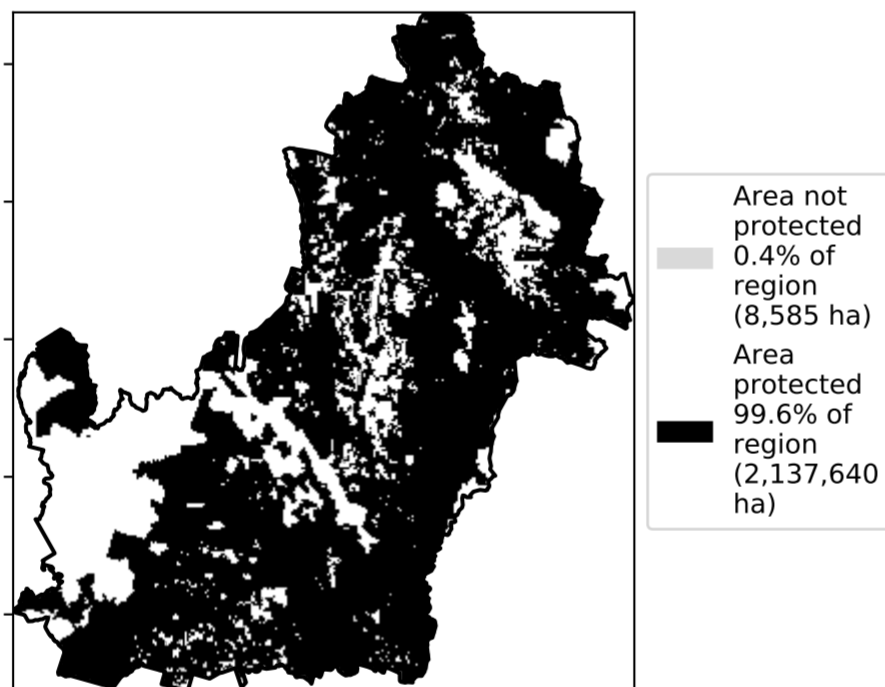 Area not
protected
0.4% of
region
(8,585 ha)
Area
protected
99.6% of
region
(2,137,640
ha)